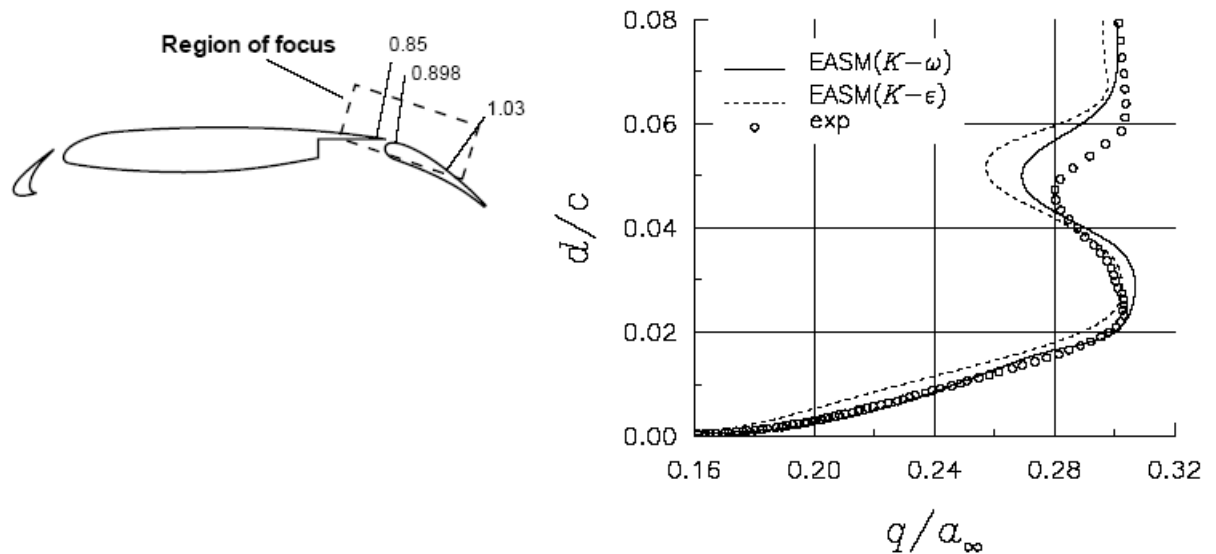 Region of focus
0.85
0.898
1.03
0.08
0.06
0.04
0.02
0.00
d/c
EASM(K−ω)
EASM(K−ϵ)
exp
0.16 0.20 0.24 0.28 0.32
q/a∞